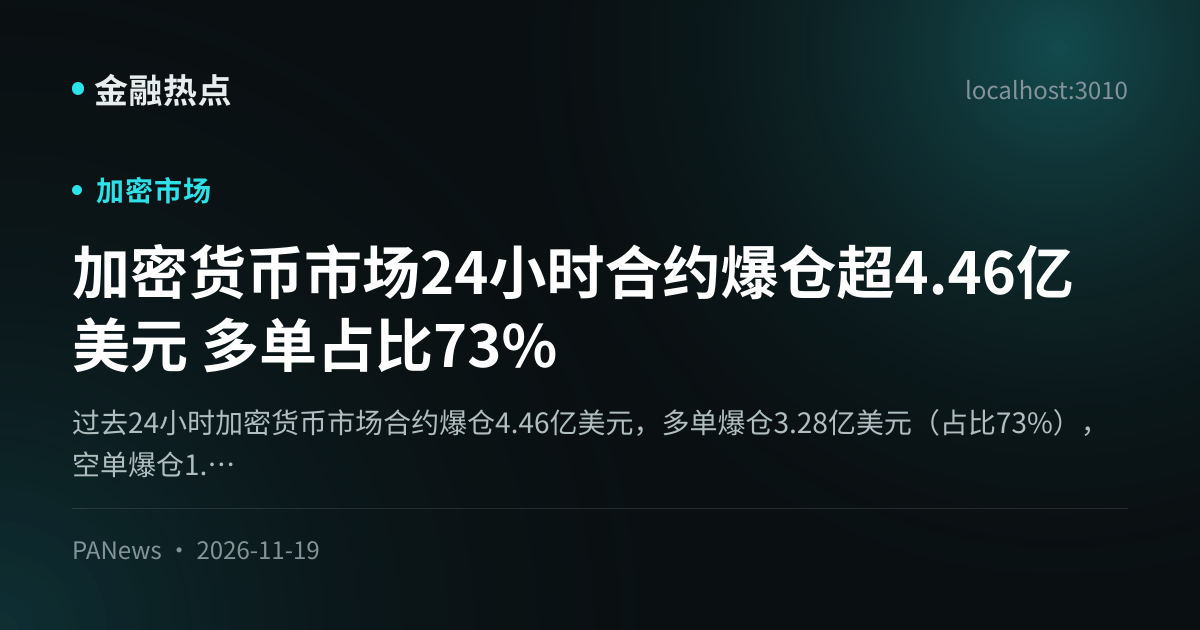 金融热点
localhost:3010
加密市场
加密货币市场24小时合约爆仓超4.46亿
美元 多单占比73%
过去24小时加密货币市场合约爆仓4.46亿美元，多单爆仓3.28亿美元（占比73%），
空单爆仓1.…
PANews • 2026-11-19